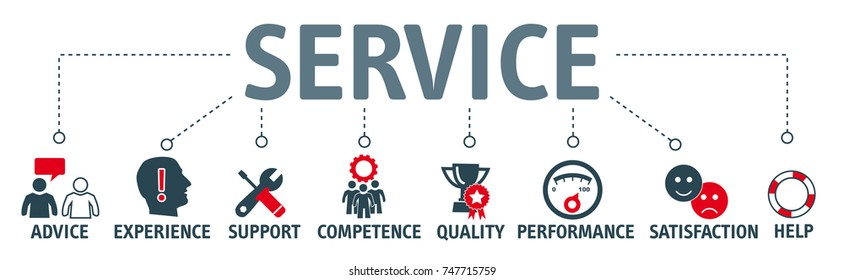 SERVICE
0 100
ADVICE EXPERIENCE SUPPORT COMPETENCE QUALITY PERFORMANCE SATISFACTION HELP
shutterstock.com · 747715759